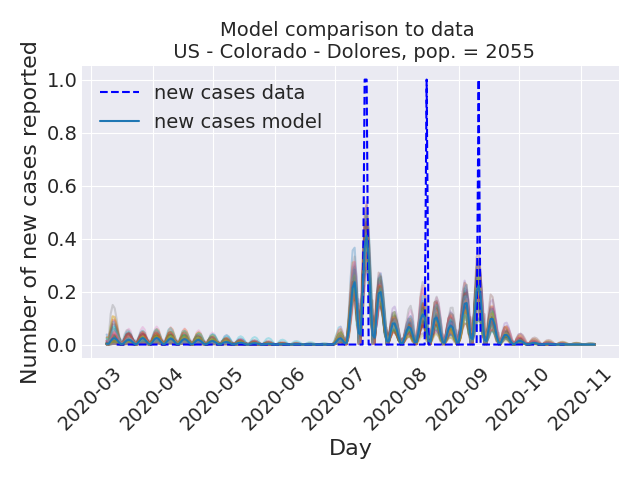 Model comparison to data
US - Colorado - Dolores, pop. = 2055
Number of new cases reported
1.0
0.8
0.6
0.4
0.2
0.0
new cases data
new cases model
2020-03
2020-04
2020-05
2020-06
2020-07
2020-08
2020-09
2020-10
2020-11
Day